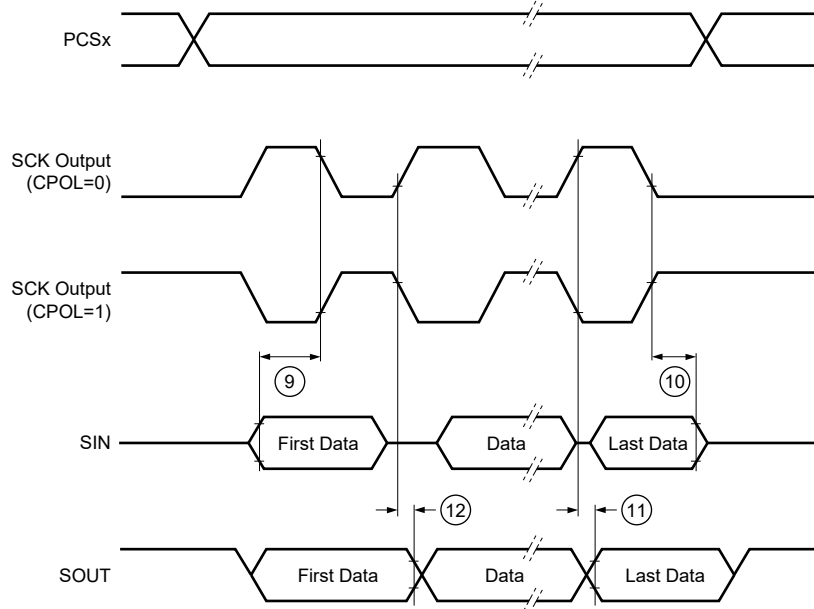 PCSx
SCK Output
(CPOL=0)
SCK Output
(CPOL=1)
9
10
SIN
First Data
Data
Last Data
12
11
SOUT
First Data
Data
Last Data